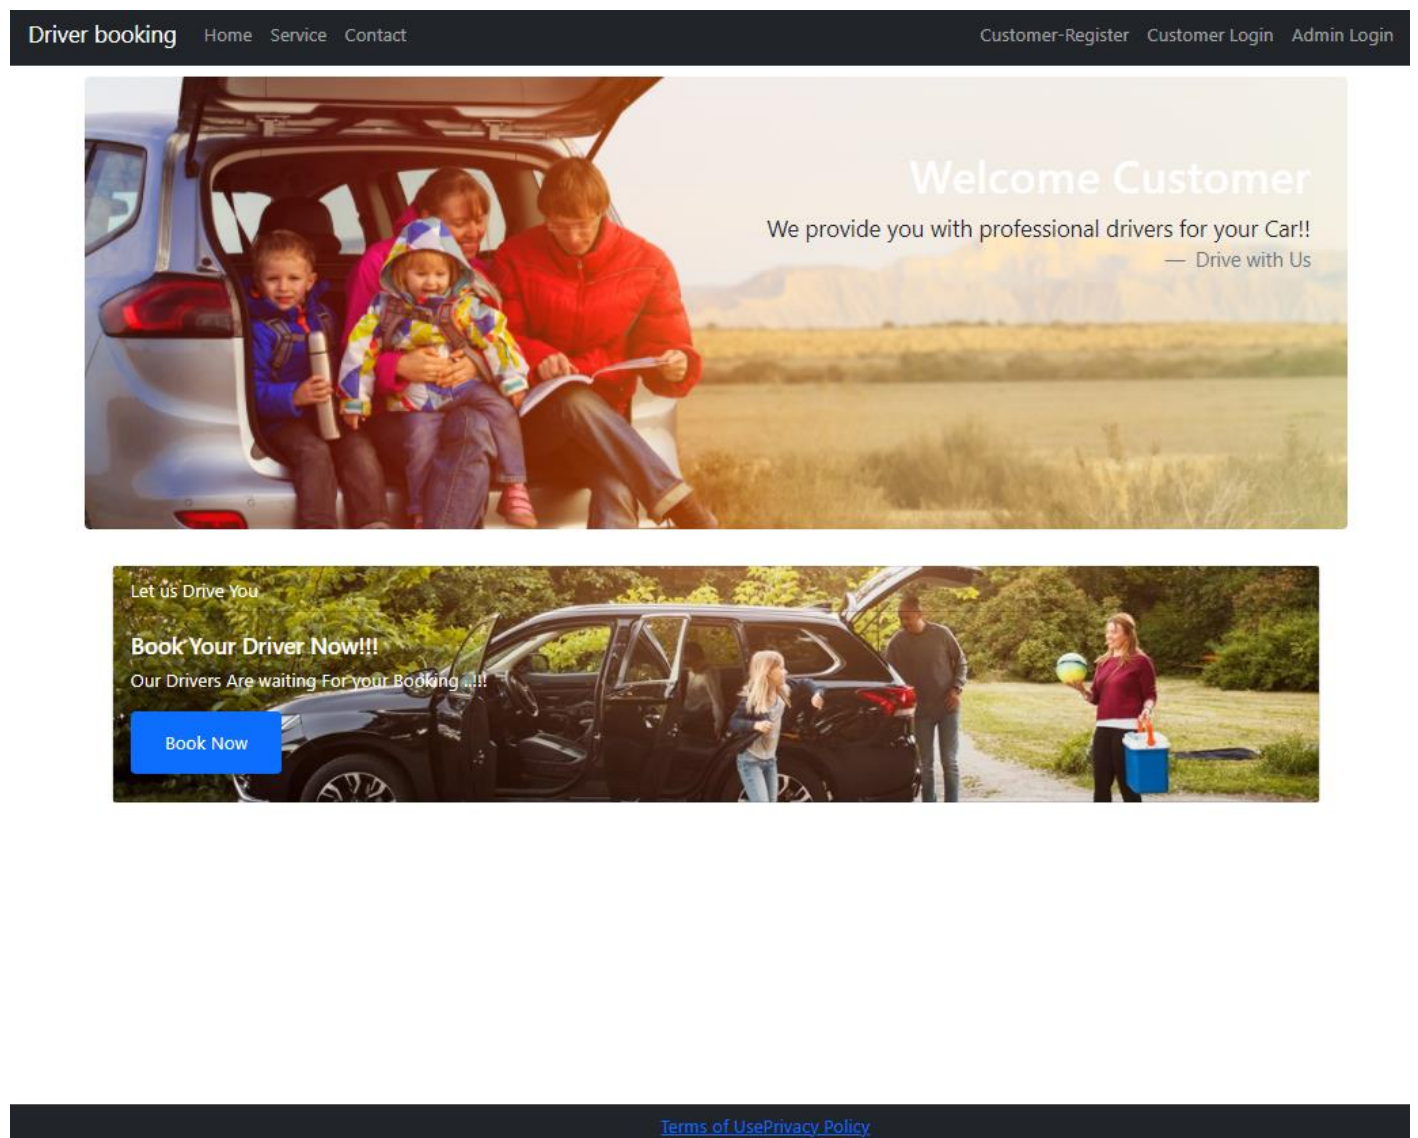 Driver booking Home Service Contact Customer-Register Customer Login Admin Login
Welcome Customer
We provide you with professional drivers for your Car!!
— Drive with Us
Let us Drive You
Book Your Driver Now!!!
Our Drivers Are waiting For your Booking !!!!
Book Now
Terms of UsePrivacy Policy